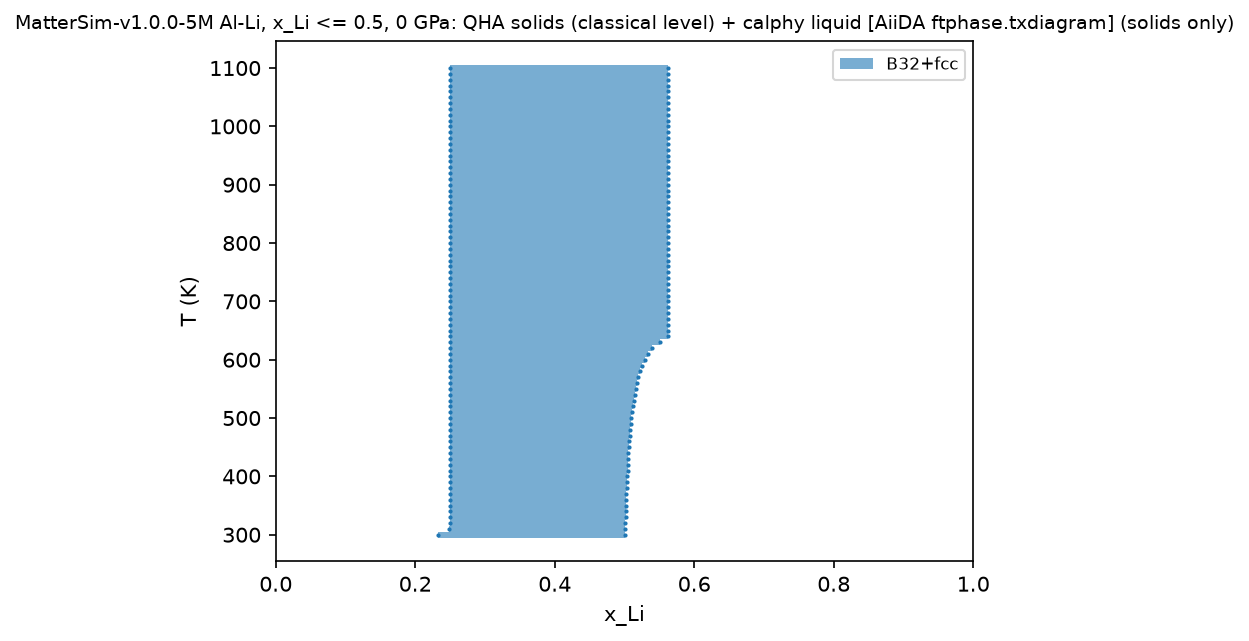 MatterSim-v1.0.0-5M Al-Li, x_Li <= 0.5, 0 GPa: QHA solids (classical level) + calphy liquid [AiiDA ftphase.txdiagram] (solids only)
B32+fcc
1100
1000
900
800
700
600
500
400
300
T (K)
0.0 0.2 0.4 0.6 0.8 1.0
x_Li